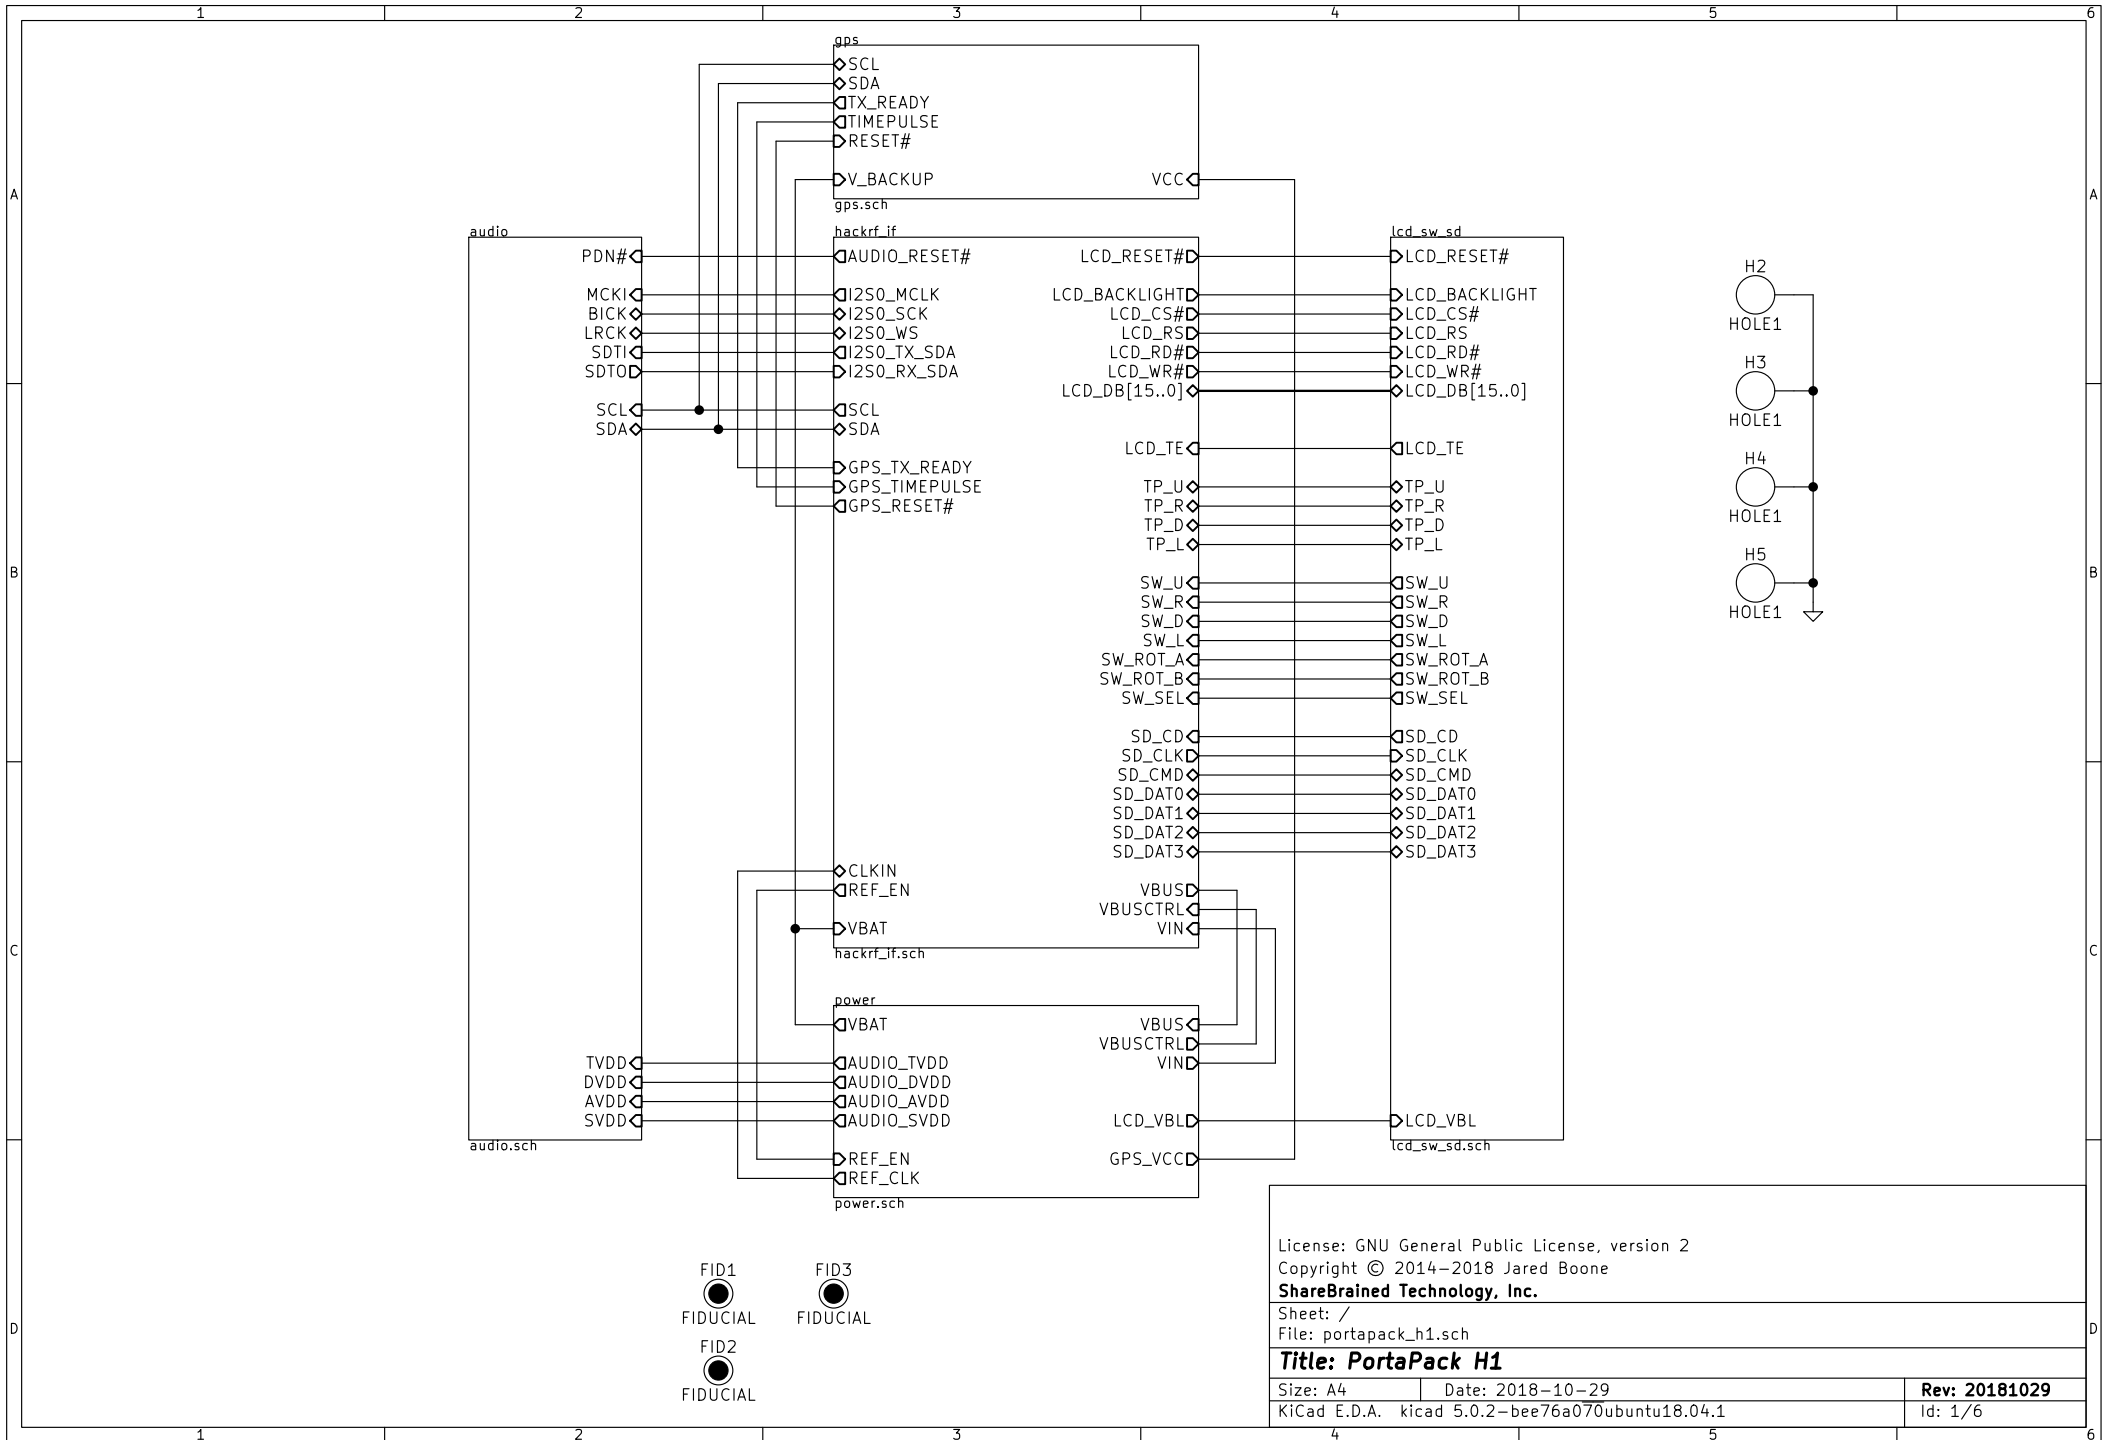 1 2 3 4 5 6
A
B
C
D
A
B
C
D
1 2 3 4 5 6
gps
SCL
SDA
TX_READY
TIMEPULSE
RESET#
V_BACKUP VCC
gps.sch
audio
PDN#
MCKI
BICK
LRCK
SDTI
SDTO
SCL
SDA
TVDD
DVDD
AVDD
SVDD
audio.sch
hackrf_if
AUDIO_RESET# LCD_RESET#
I2S0_MCLK LCD_BACKLIGHT
I2S0_SCK LCD_CS#
I2S0_WS LCD_RS
I2S0_TX_SDA LCD_RD#
I2S0_RX_SDA LCD_WR#
LCD_DB[15..0]
SCL
SDA
LCD_TE
GPS_TX_READY
GPS_TIMEPULSE TP_U
GPS_RESET# TP_R
TP_D
TP_L
SW_U
SW_R
SW_D
SW_L
SW_ROT_A
SW_ROT_B
SW_SEL
SD_CD
SD_CLK
SD_CMD
SD_DAT0
SD_DAT1
SD_DAT2
SD_DAT3
CLKIN
REF_EN VBUS
VBUSCTRL
VBAT VIN
hackrf_if.sch
lcd_sw_sd
LCD_RESET#
LCD_BACKLIGHT
LCD_CS#
LCD_RS
LCD_RD#
LCD_WR#
LCD_DB[15..0]
LCD_TE
TP_U
TP_R
TP_D
TP_L
SW_U
SW_R
SW_D
SW_L
SW_ROT_A
SW_ROT_B
SW_SEL
SD_CD
SD_CLK
SD_CMD
SD_DAT0
SD_DAT1
SD_DAT2
SD_DAT3
LCD_VBL
lcd_sw_sd.sch
power
VBAT VBUS
VBUSCTRL
AUDIO_TVDD VIN
AUDIO_DVDD
AUDIO_AVDD
AUDIO_SVDD LCD_VBL
REF_EN GPS_VCC
REF_CLK
power.sch
H2
HOLE1
H3
HOLE1
H4
HOLE1
H5
HOLE1
FID1
FIDUCIAL
FID3
FIDUCIAL
FID2
FIDUCIAL
License: GNU General Public License, version 2
Copyright © 2014-2018 Jared Boone
ShareBrained Technology, Inc.
Sheet: /
File: portapack_h1.sch
Title: PortaPack H1
Size: A4 Date: 2018-10-29 Rev: 20181029
KiCad E.D.A. kicad 5.0.2-bee76a070ubuntu18.04.1 Id: 1/6